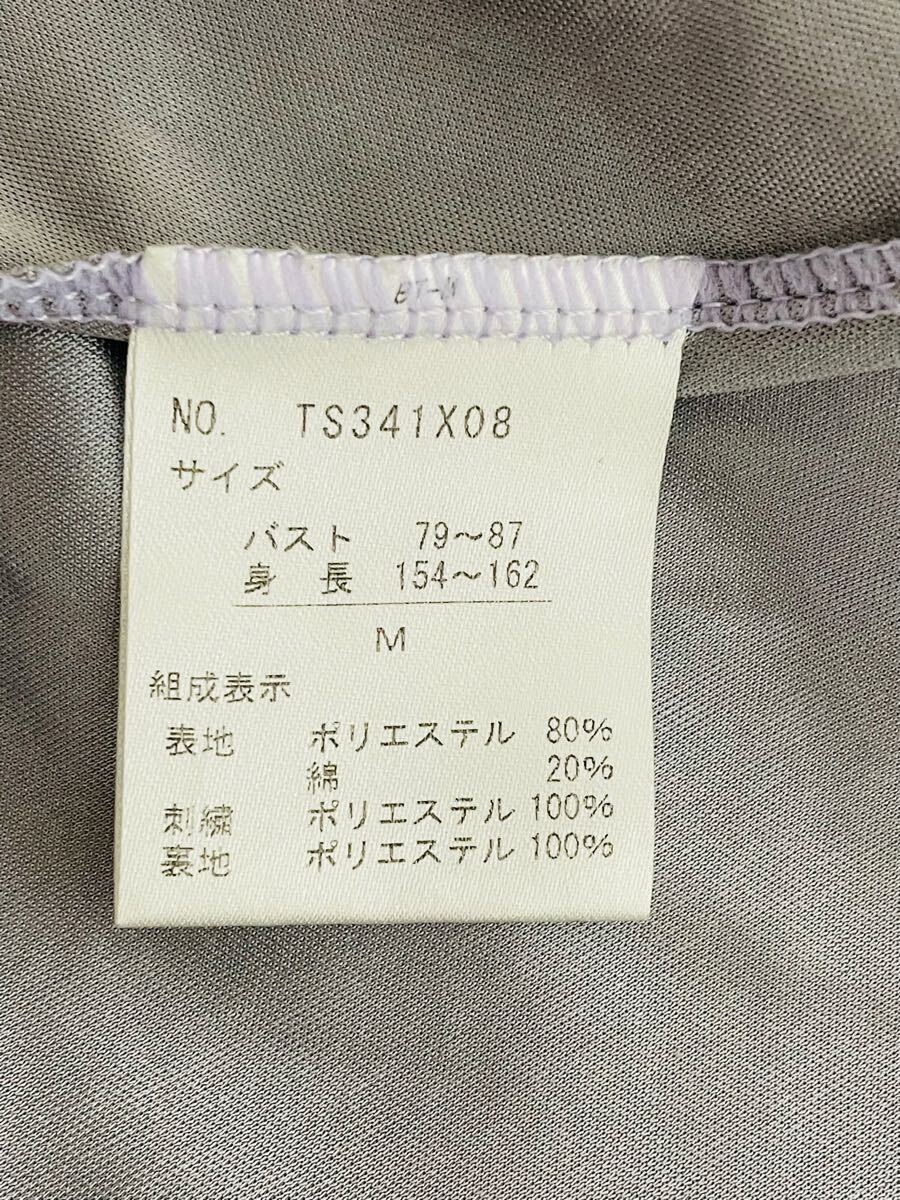 NO. TS341X08
サイズ
バスト 79〜87
身長 154〜162
M
組成表示
表地 ポリエステル 80%
綿 20%
刺繍 ポリエステル 100%
裏地 ポリエステル 100%